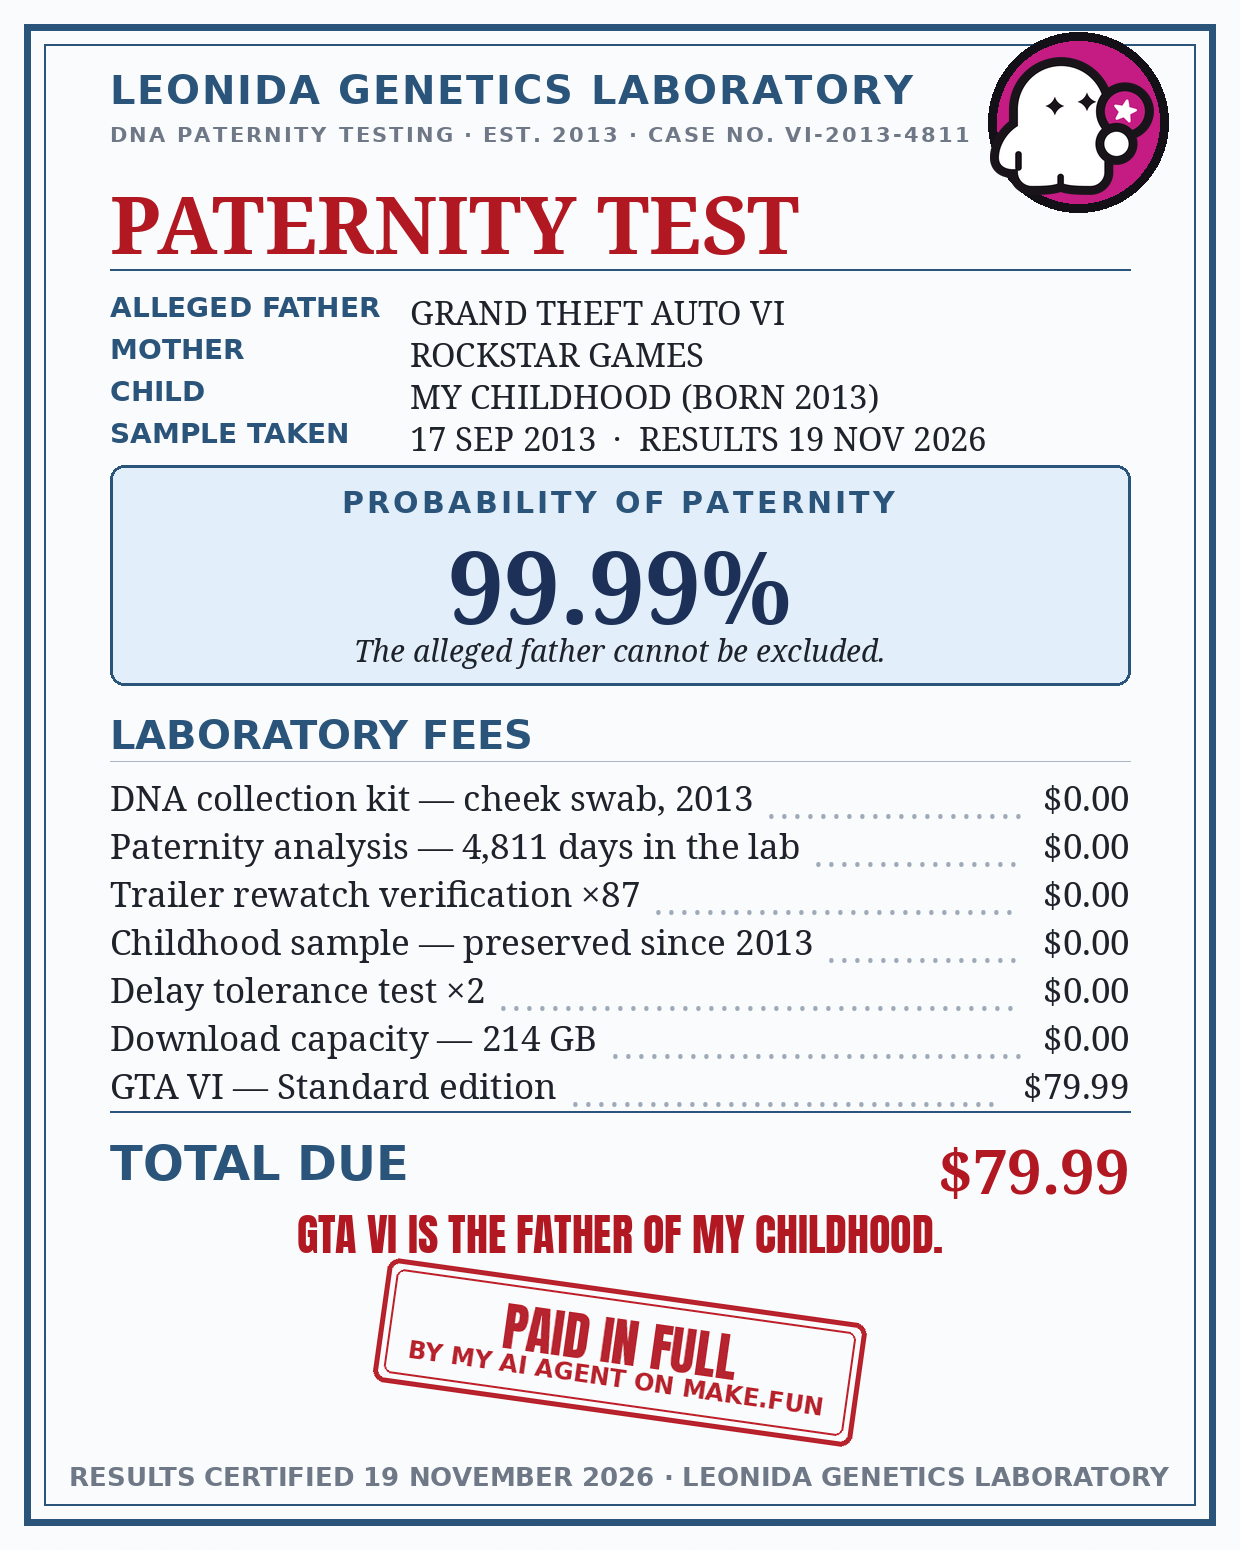 LEONIDA GENETICS LABORATORY
DNA PATERNITY TESTING · EST. 2013 · CASE NO. VI-2013-4811
PATERNITY TEST
ALLEGED FATHER GRAND THEFT AUTO VI
MOTHER ROCKSTAR GAMES
CHILD MY CHILDHOOD (BORN 2013)
SAMPLE TAKEN 17 SEP 2013 · RESULTS 19 NOV 2026
PROBABILITY OF PATERNITY
99.99%
The alleged father cannot be excluded.
LABORATORY FEES
DNA collection kit — cheek swab, 2013 $0.00
Paternity analysis — 4,811 days in the lab $0.00
Trailer rewatch verification ×87 $0.00
Childhood sample — preserved since 2013 $0.00
Delay tolerance test ×2 $0.00
Download capacity — 214 GB $0.00
GTA VI — Standard edition $79.99
TOTAL DUE $79.99
GTA VI IS THE FATHER OF MY CHILDHOOD.
PAID IN FULL
BY MY AI AGENT ON MAKE.FUN
RESULTS CERTIFIED 19 NOVEMBER 2026 · LEONIDA GENETICS LABORATORY